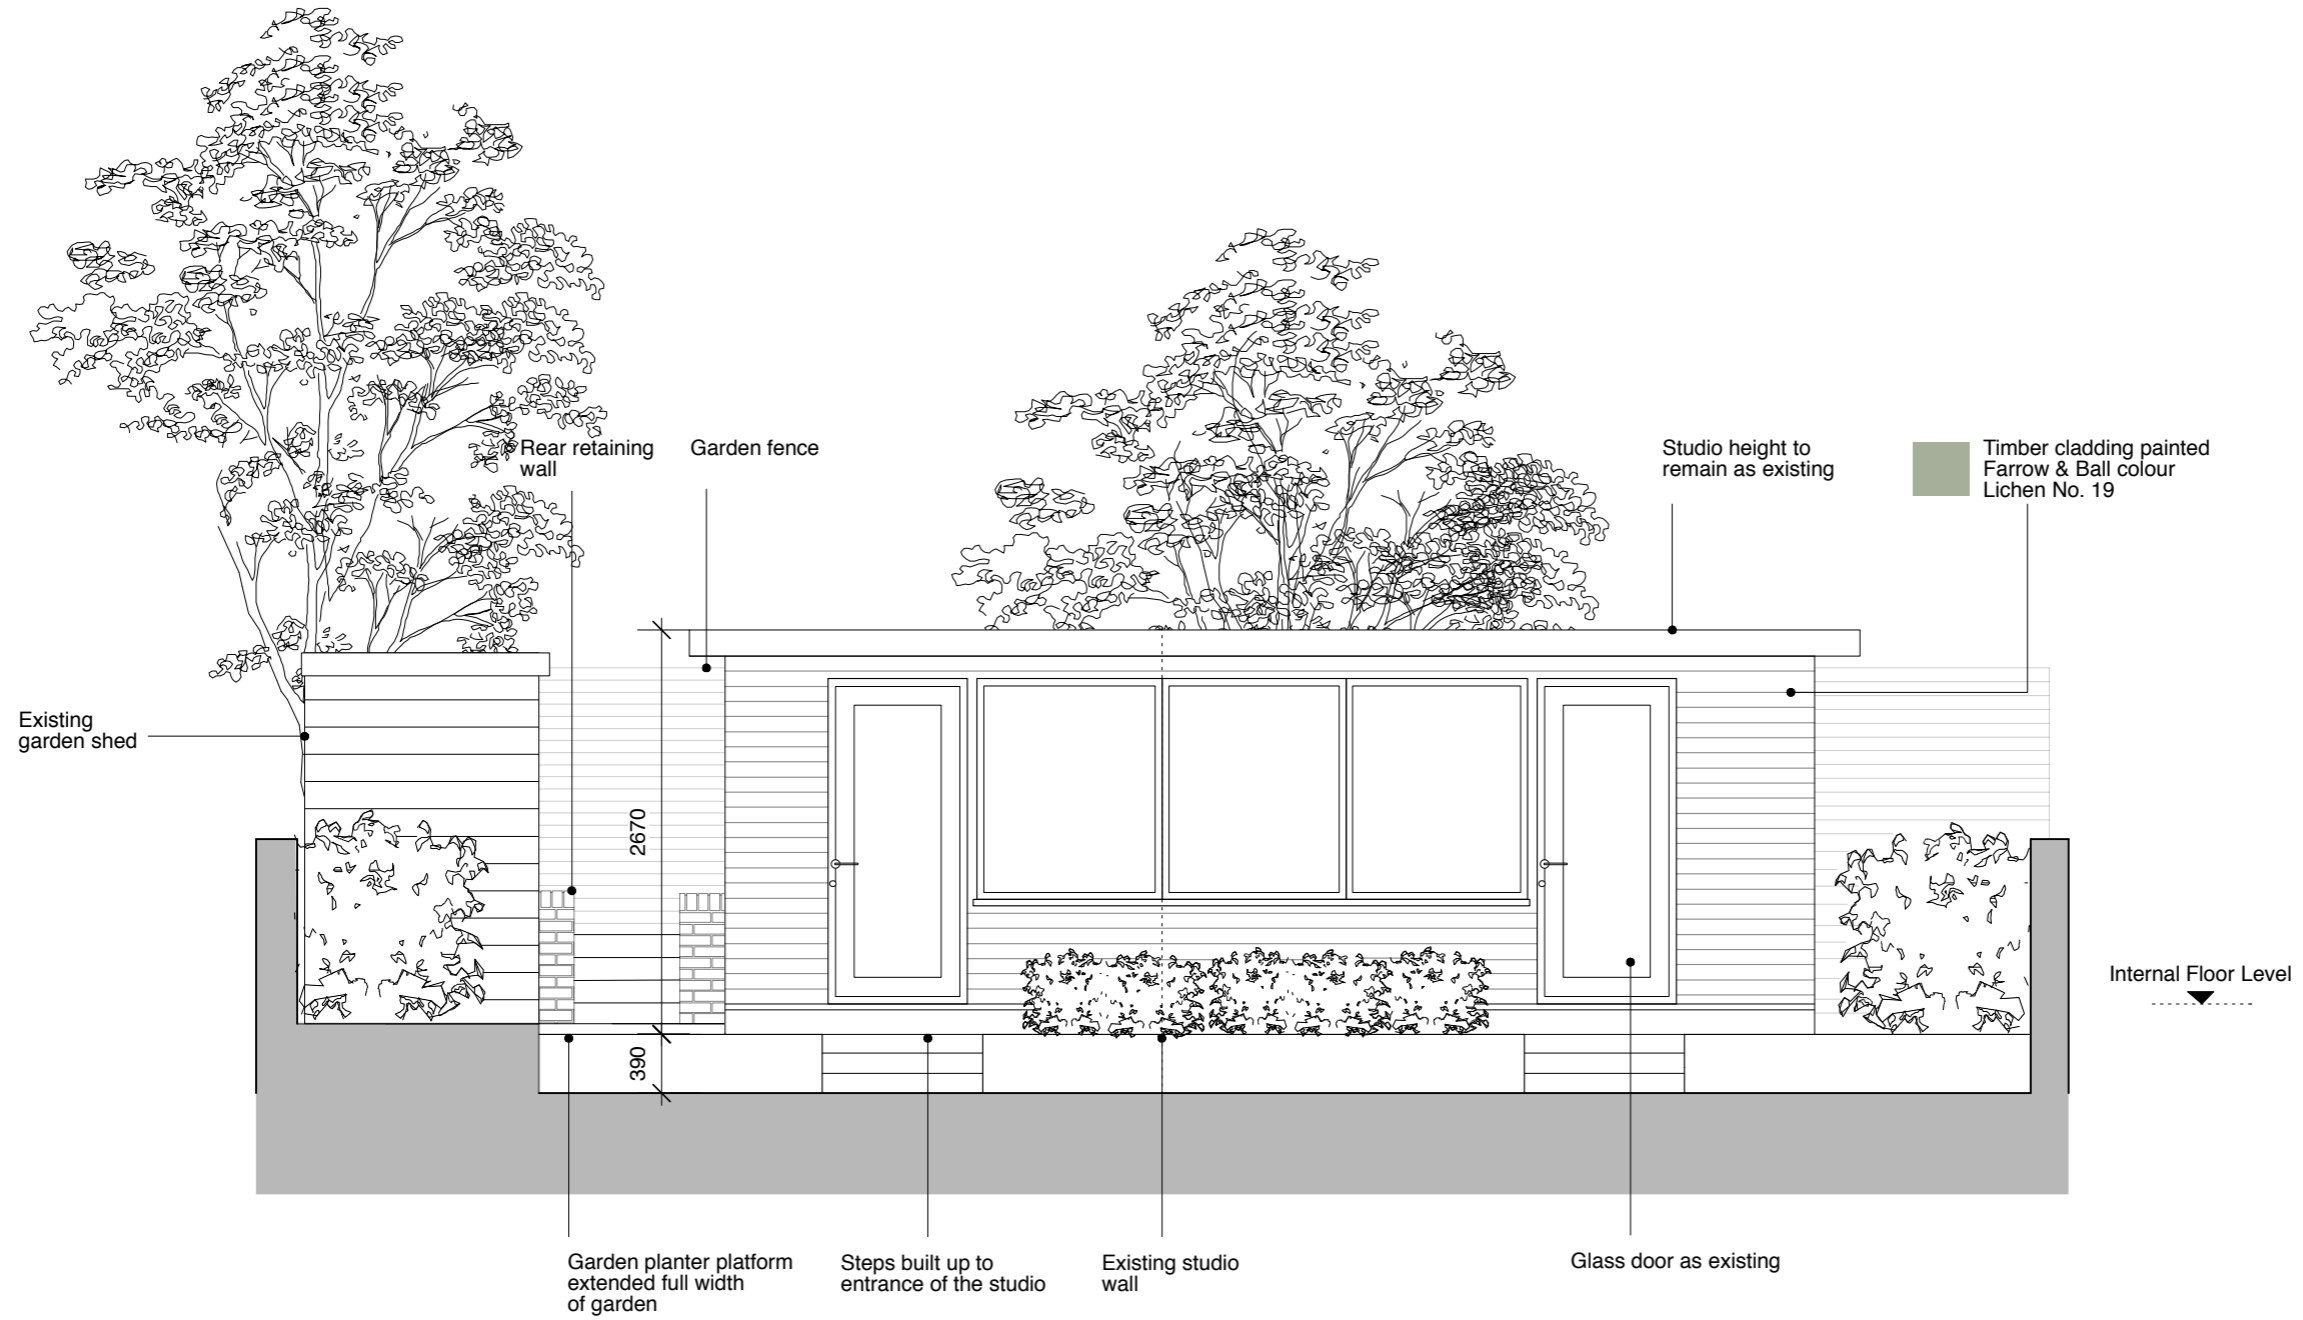 Rear retaining
wall
Garden fence
Studio height to
remain as existing
Timber cladding painted
Farrow & Ball colour
Lichen No. 19
Existing
garden shed
2670
390
Internal Floor Level
Garden planter platform
extended full width
of garden
Steps built up to
entrance of the studio
Existing studio
wall
Glass door as existing